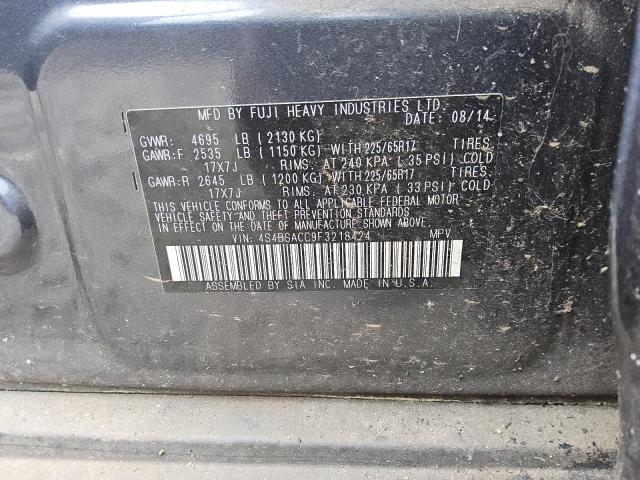 MFD BY FUJI HEAVY INDUSTRIES LTD.
DATE: 08/14
GVWR: 4695 LB (2130 KG)
GAWR:F 2535 LB (1150 KG) WITH 225/65R17 TIRES,
17X7J RIMS, AT 240 KPA (35 PSI) COLD
GAWR:R 2645 LB (1200 KG) WITH 225/65R17 TIRES,
17X7J RIMS, AT 230 KPA (33 PSI) COLD
THIS VEHICLE CONFORMS TO ALL APPLICABLE FEDERAL MOTOR
VEHICLE SAFETY AND THEFT PREVENTION STANDARDS
IN EFFECT ON THE DATE OF MANUFACTURE SHOWN ABOVE.
VIN: 4S4BSACC9F3218424 MPV
ASSEMBLED BY SIA INC. MADE IN U.S.A.